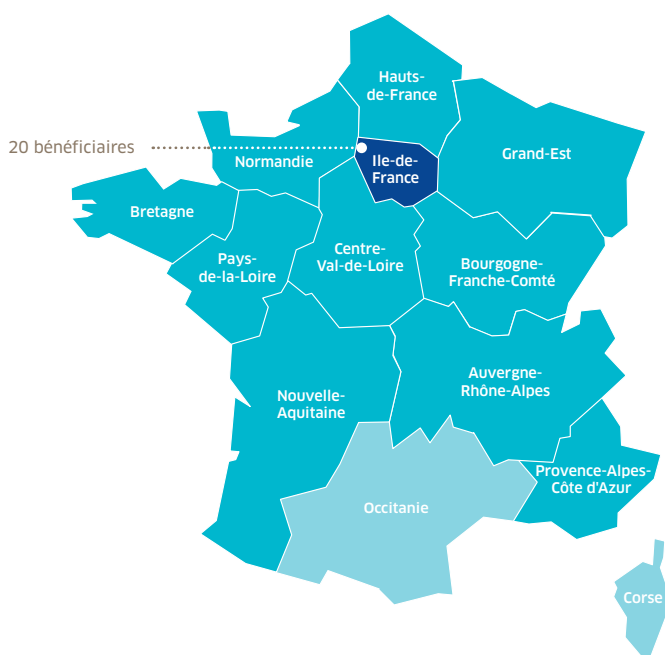 Hauts-
de-France
20 bénéficiaires
Normandie
Ile-de-
France
Grand-Est
Bretagne
Pays-
de-la-Loire
Centre-
Val-de-Loire
Bourgogne-
Franche-Comté
Auvergne-
Rhône-Alpes
Nouvelle-
Aquitaine
Provence-Alpes-
Côte d'Azur
Occitanie
Corse